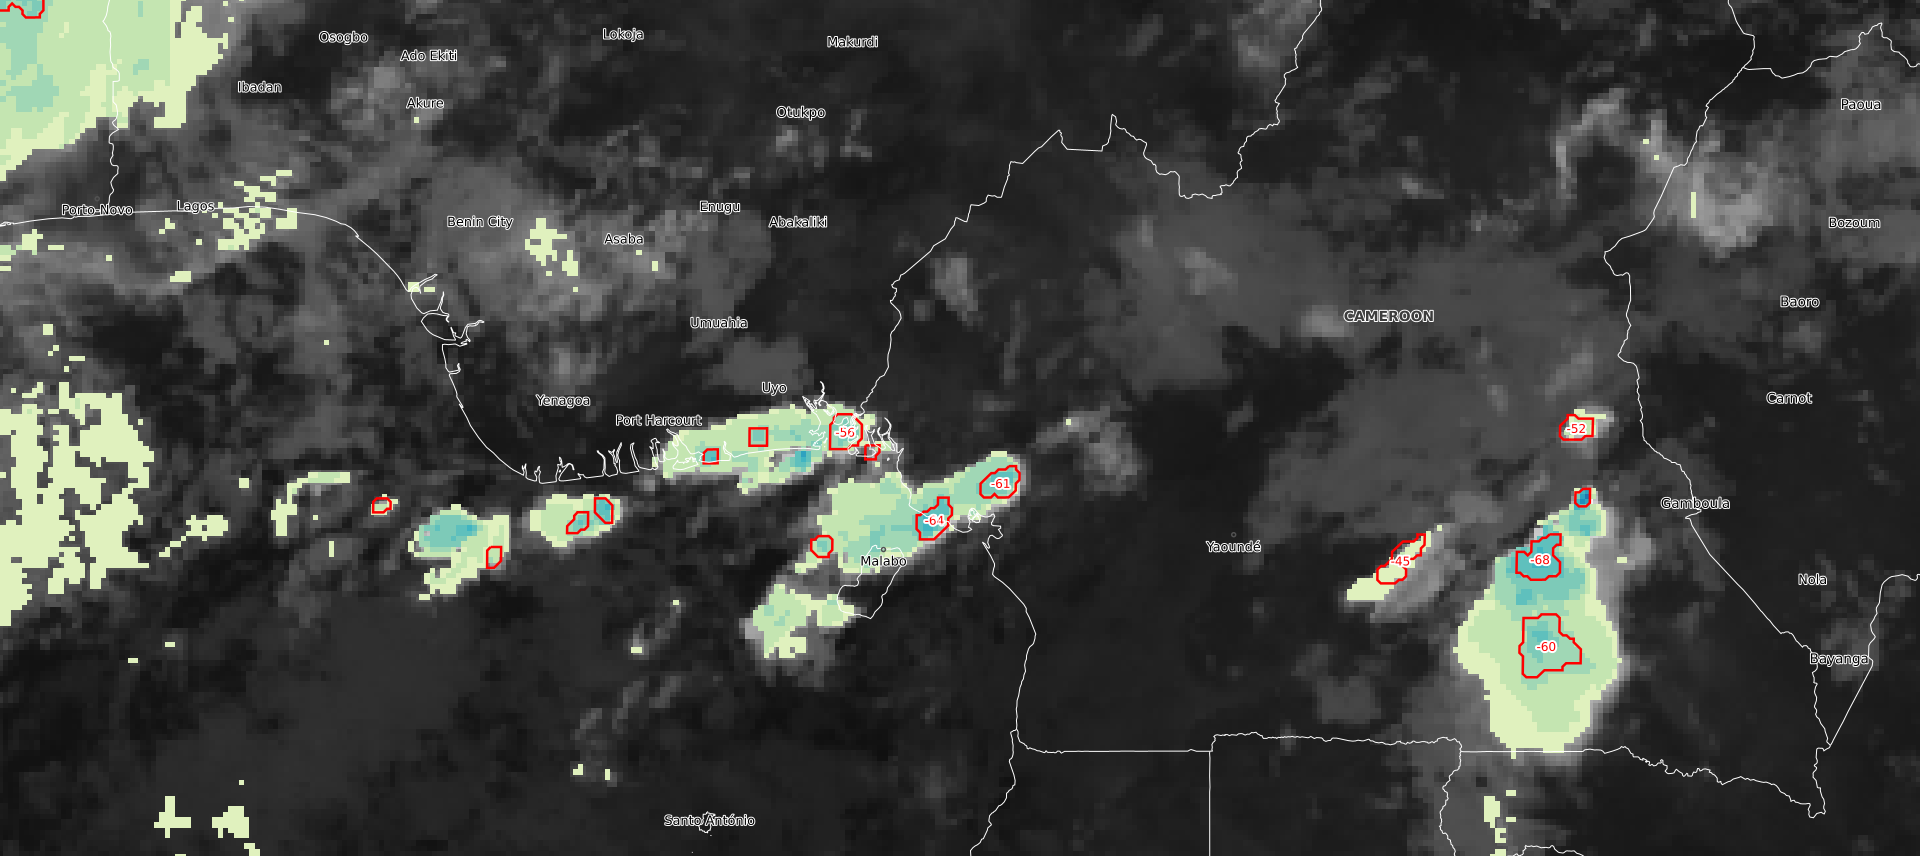 Osogbo
Lokoja
Makurdi
Ado Ekiti
Ibadan
Akure
Otukpo
Paoua
Porto-Novo
Lagos
Benin City
Enugu
Abakaliki
Bozoum
Asaba
Baoro
CAMEROON
Umuahia
Uyo
Yenagoa
Carnot
Port Harcourt
-56
-52
-61
Gamboula
-64
Yaoundé
Malabo
-45
-68
Nola
-60
Bayanga
Santo António